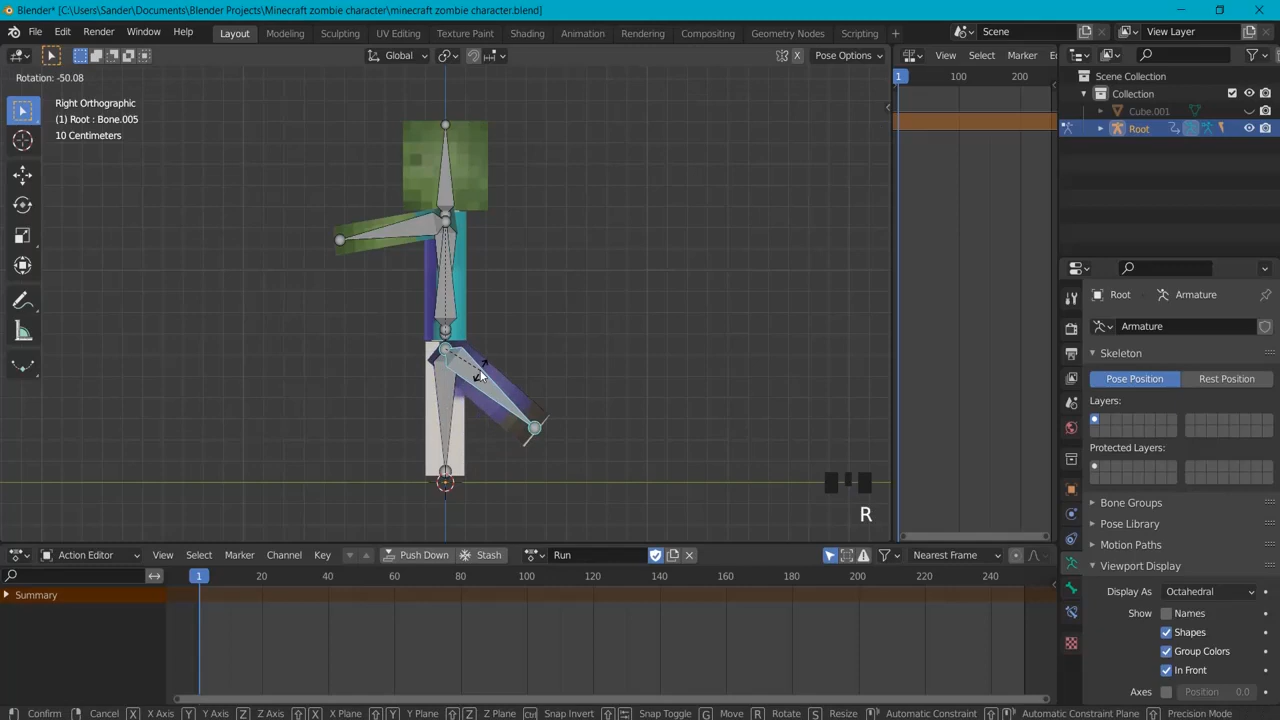 Blender* [C:\Users\Sander\Documents\Blender Projects\Minecraft zombie character\minecraft zombie character.blend]
File Edit Render Window Help Layout Modeling Sculpting UV Editing Texture Paint Shading Animation Rendering Compositing Geometry Nodes Scripting + Scene View Layer
Global Pose Options View Select Marker
X
Rotation: -50.08
1 100 200
Scene Collection
Collection
Cube.001
Root
Right Orthographic
(1) Root : Bone.005
10 Centimeters
Root Armature
Armature
Skeleton
Pose Position Rest Position
Layers:
Protected Layers:
R
Bone Groups
Pose Library
Motion Paths
Viewport Display
Action Editor View Select Marker Channel Key Push Down Stash Run Nearest Frame
1 20 40 60 80 100 120 140 160 180 200 220 240
Summary
Display As Octahedral
Show Names
Shapes
Group Colors
In Front
Axes Position 0.0
Confirm Cancel X X Axis Y Y Axis Z Z Axis X X Plane Y Y Plane Z Z Plane Ctrl Snap Invert Snap Toggle G Move R Rotate S Resize Automatic Constraint Automatic Constraint Plane Precision Mode